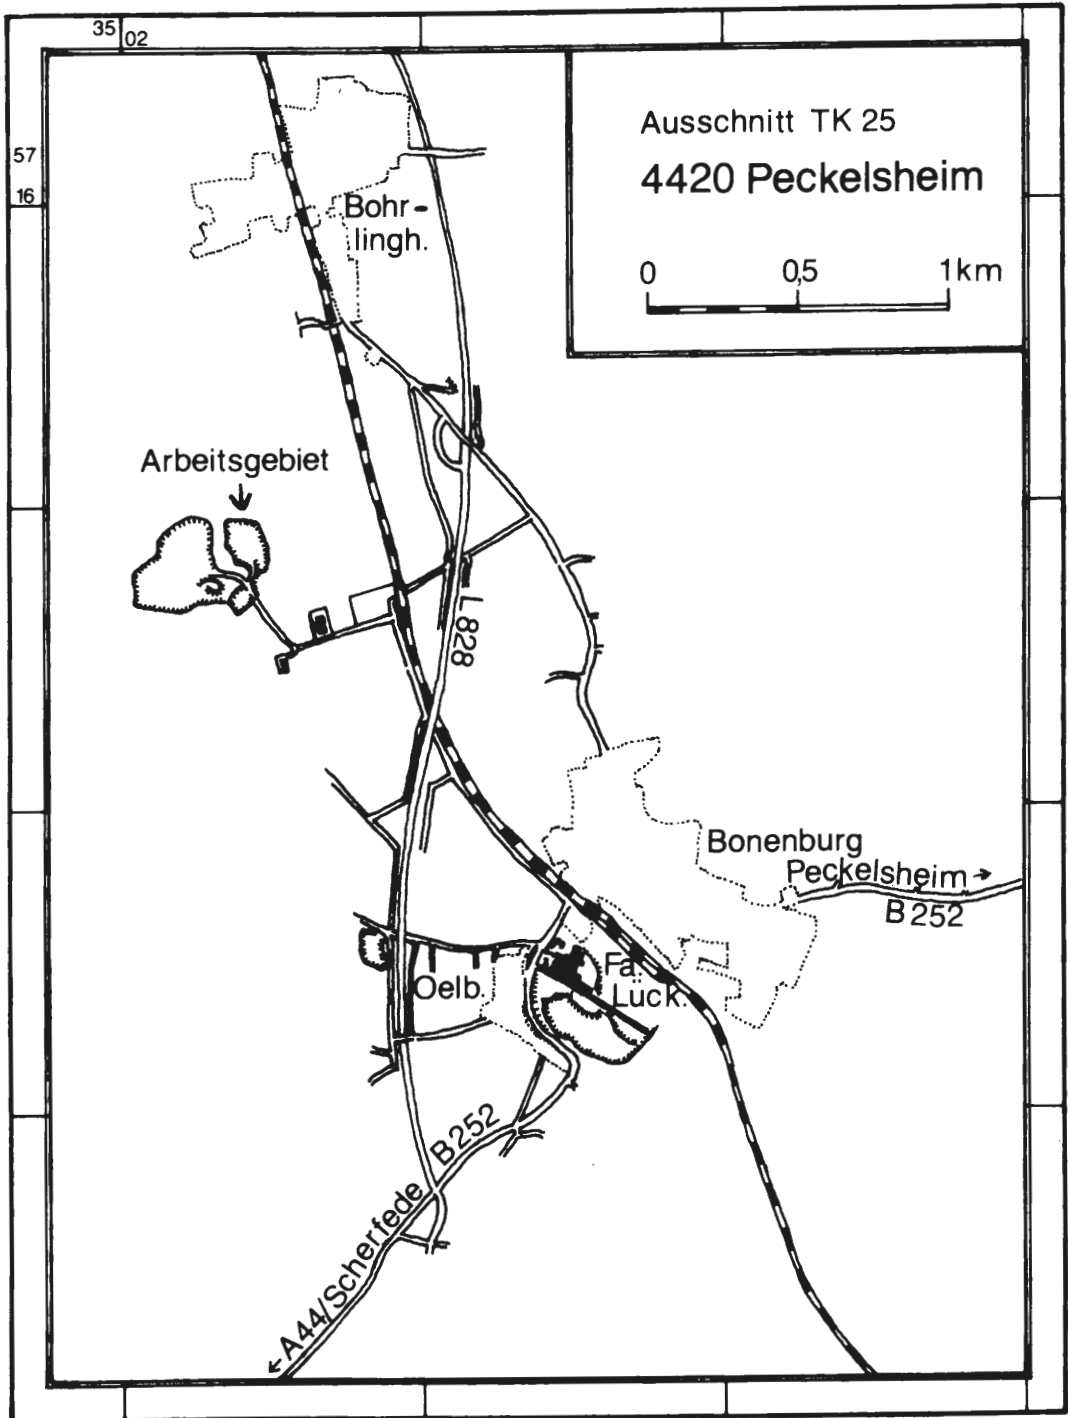 35 02
57
16
Ausschnitt TK 25
4420 Peckelsheim
0 0,5 1km
Bohr-
lingh.
Arbeitsgebiet
L 828
Bonenburg
Peckelsheim →
B 252
Fa.
Lück.
Oelb.
B 252
← A44/Scherfede